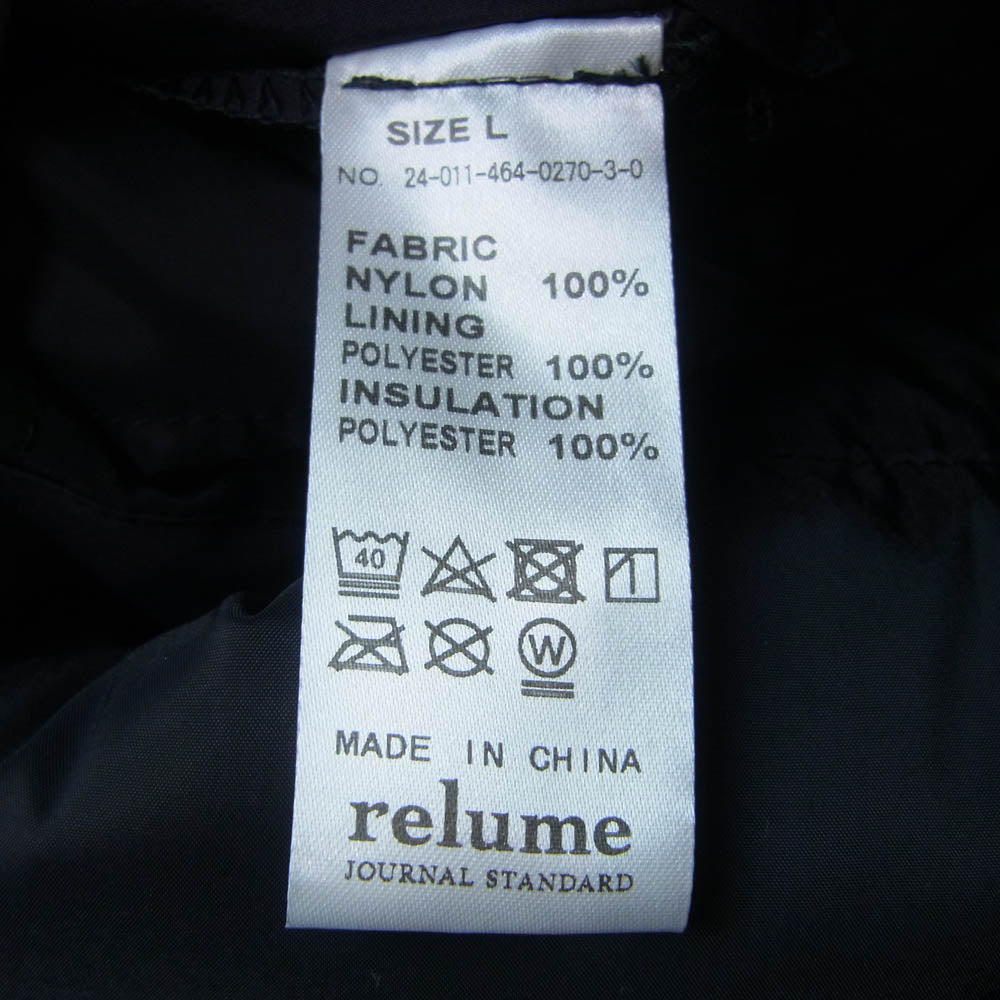 SIZE L
NO. 24-011-464-0270-3-0
FABRIC
NYLON 100%
LINING
POLYESTER 100%
INSULATION
POLYESTER 100%
40
W
MADE IN CHINA
relume
JOURNAL STANDARD